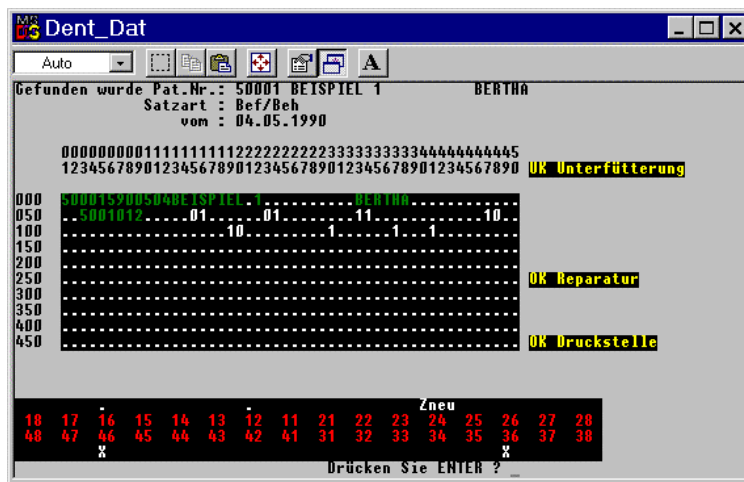 Dent_Dat
Auto
A
Gefunden wurde Pat.Nr.: 50001 BEISPIEL 1 BERTHA
Satzart : Bef/Beh
vom : 04.05.1990
00000000011111111112222222222333333333344444444445
12345678901234567890123456789012345678901234567890 UK Unterfütterung
000 500015900504BEISPIEL.1..........BERTHA............
050 ..5001012.....01......01........11............10..
100 ..................10.........1......1...1.........
150 ..................................................
200 ..................................................
250 .................................................. OK Reparatur
300 ..................................................
350 ..................................................
400 ..................................................
450 .................................................. OK Druckstelle
. . Zneu
18 17 16 15 14 13 12 11 21 22 23 24 25 26 27 28
48 47 46 45 44 43 42 41 31 32 33 34 35 36 37 38
X X
Drücken Sie ENTER ? _